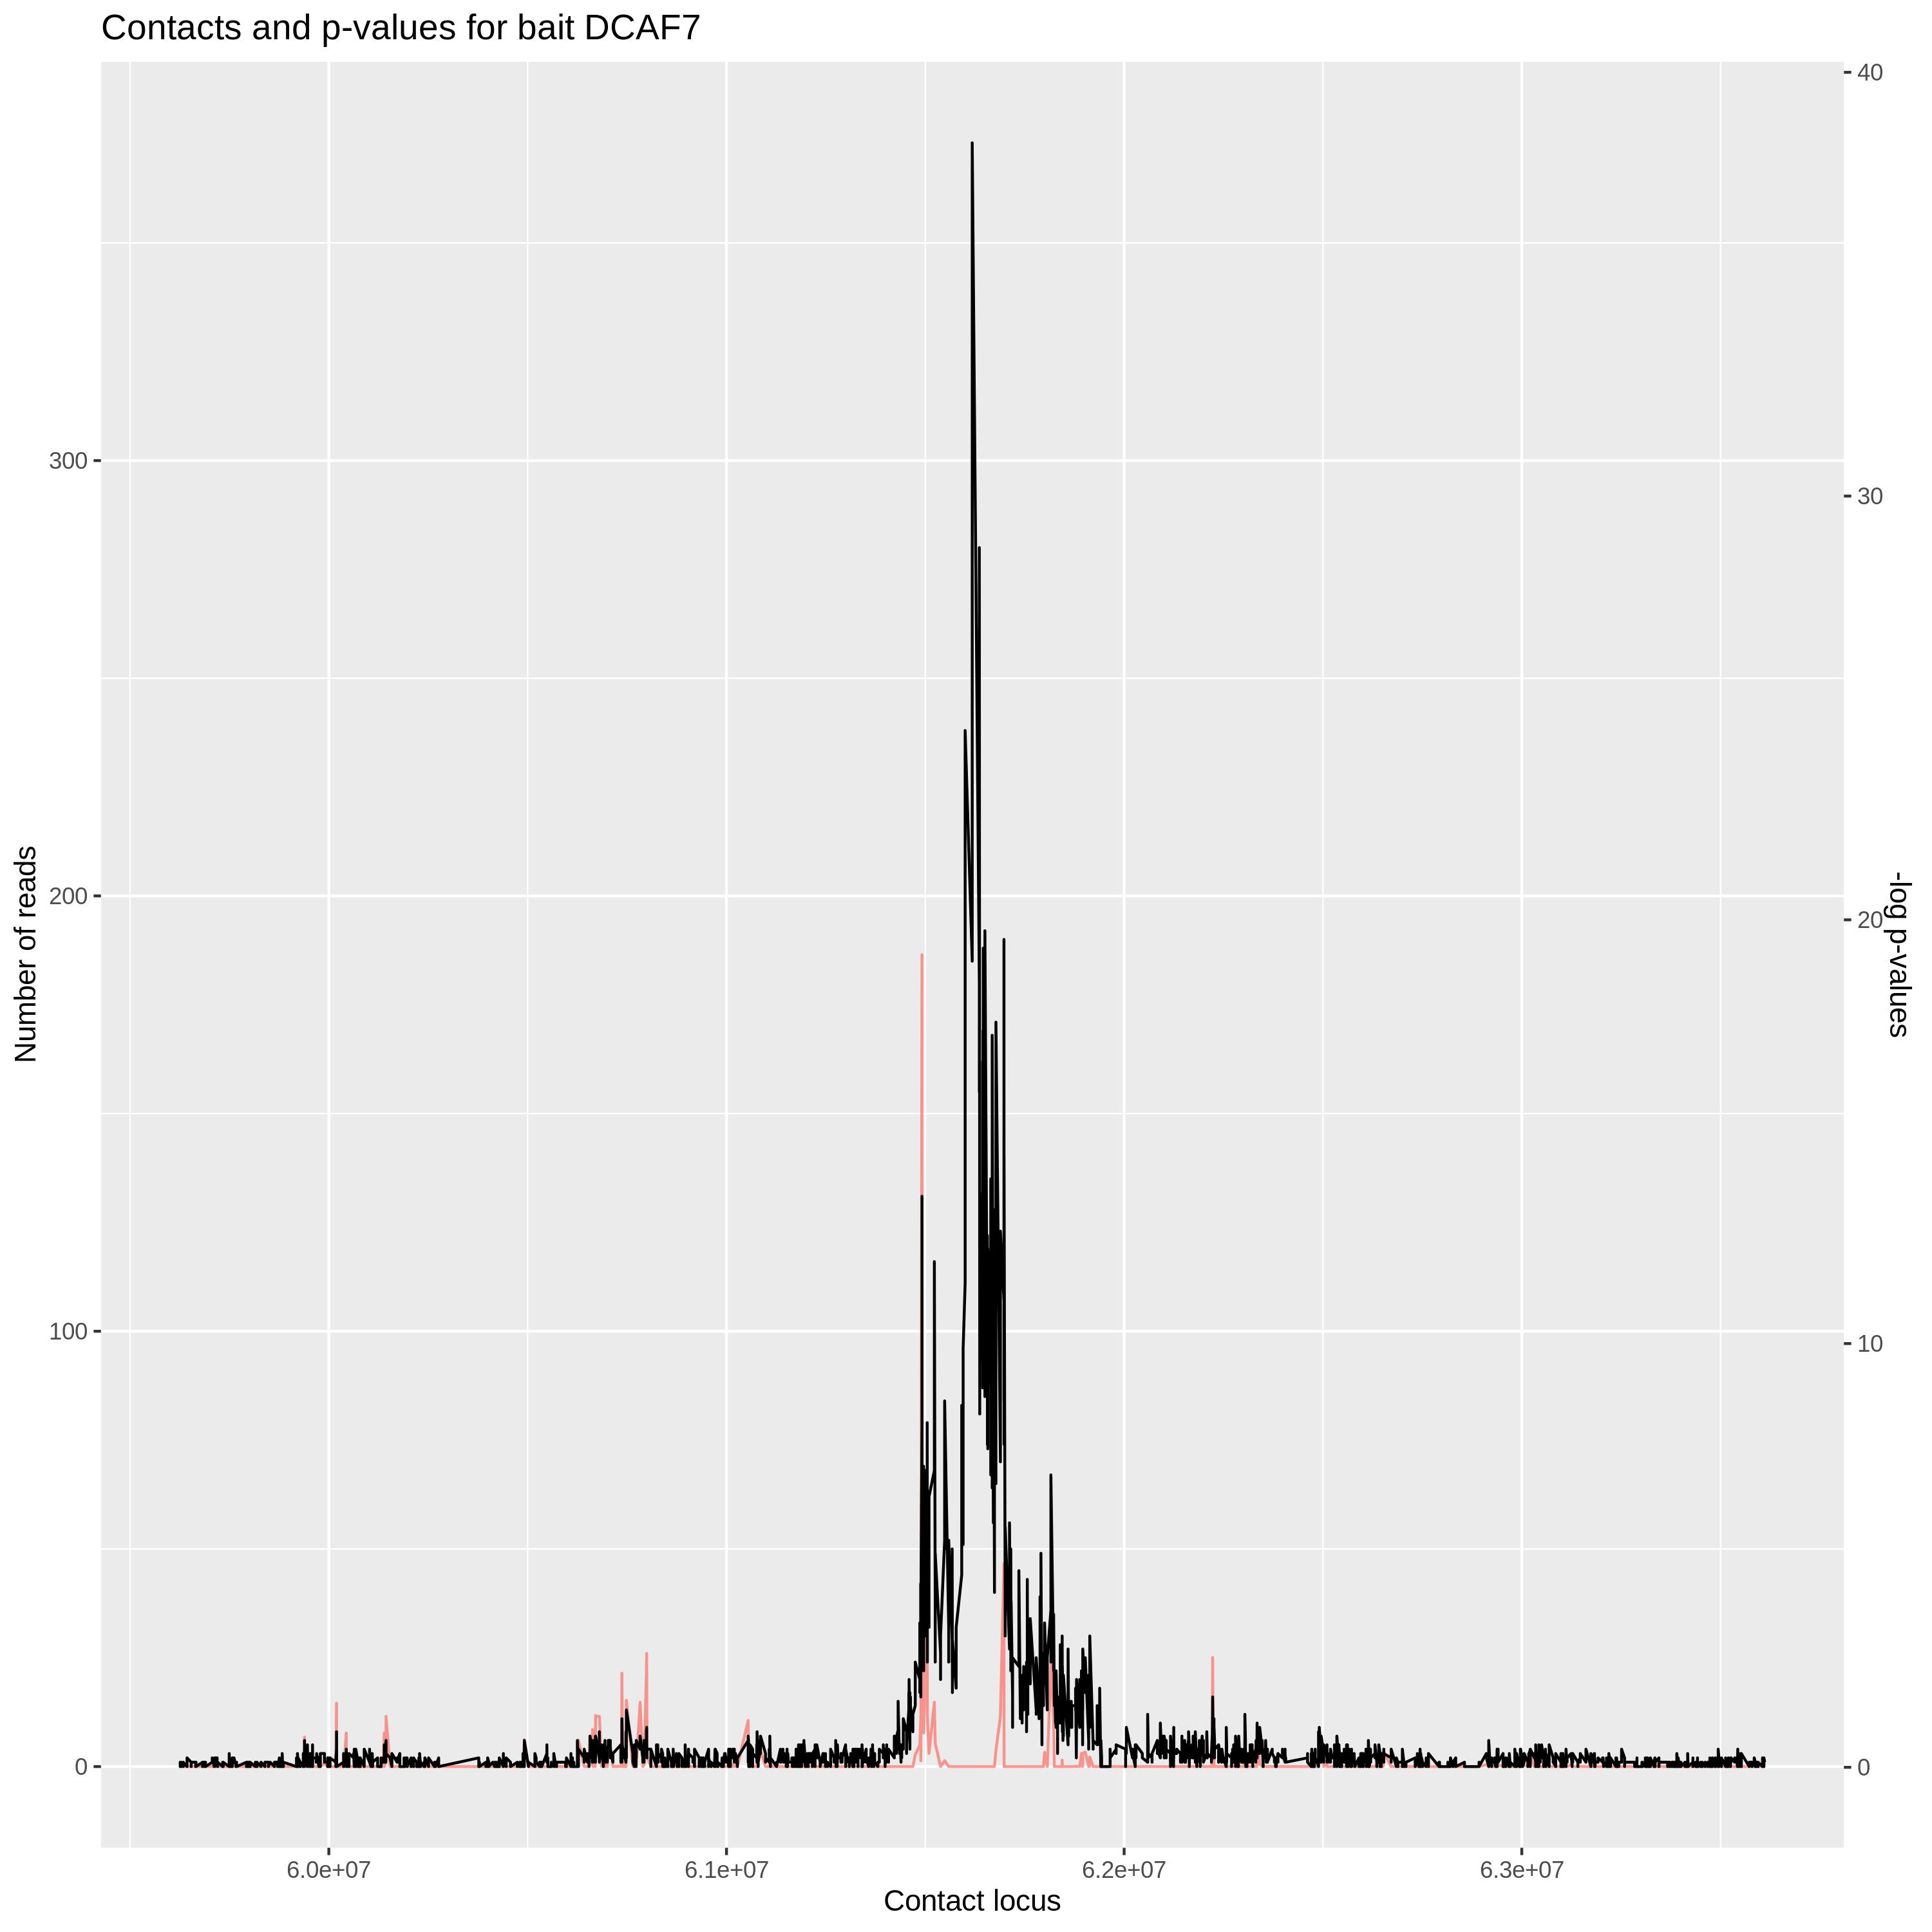 Contacts and p-values for bait DCAF7
Number of reads
300
200
100
0
40
30
20
10
0
-log p-values
6.0e+07
6.1e+07
6.2e+07
6.3e+07
Contact locus